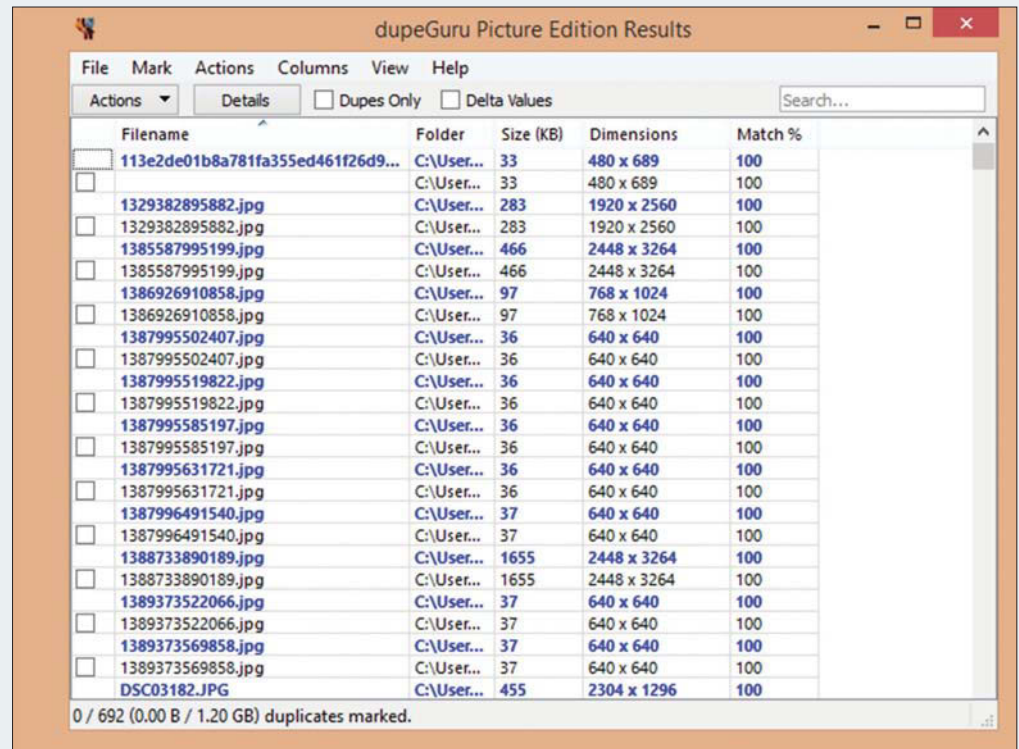 dupeGuru Picture Edition Results
File Mark Actions Columns View Help
Actions Details Dupes Only Delta Values Search...
Filename Folder Size (KB) Dimensions Match %
113e2de01b8a781fa355ed461f26d9... C:\User... 33 480 x 689 100
C:\User... 33 480 x 689 100
1329382895882.jpg C:\User... 283 1920 x 2560 100
1329382895882.jpg C:\User... 283 1920 x 2560 100
1385587995199.jpg C:\User... 466 2448 x 3264 100
1385587995199.jpg C:\User... 466 2448 x 3264 100
1386926910858.jpg C:\User... 97 768 x 1024 100
1386926910858.jpg C:\User... 97 768 x 1024 100
1387995502407.jpg C:\User... 36 640 x 640 100
1387995502407.jpg C:\User... 36 640 x 640 100
1387995519822.jpg C:\User... 36 640 x 640 100
1387995519822.jpg C:\User... 36 640 x 640 100
1387995585197.jpg C:\User... 36 640 x 640 100
1387995585197.jpg C:\User... 36 640 x 640 100
1387995631721.jpg C:\User... 36 640 x 640 100
1387995631721.jpg C:\User... 36 640 x 640 100
1387996491540.jpg C:\User... 37 640 x 640 100
1387996491540.jpg C:\User... 37 640 x 640 100
1388733890189.jpg C:\User... 1655 2448 x 3264 100
1388733890189.jpg C:\User... 1655 2448 x 3264 100
1389373522066.jpg C:\User... 37 640 x 640 100
1389373522066.jpg C:\User... 37 640 x 640 100
1389373569858.jpg C:\User... 37 640 x 640 100
1389373569858.jpg C:\User... 37 640 x 640 100
DSC03182.JPG C:\User... 455 2304 x 1296 100
0 / 692 (0.00 B / 1.20 GB) duplicates marked.